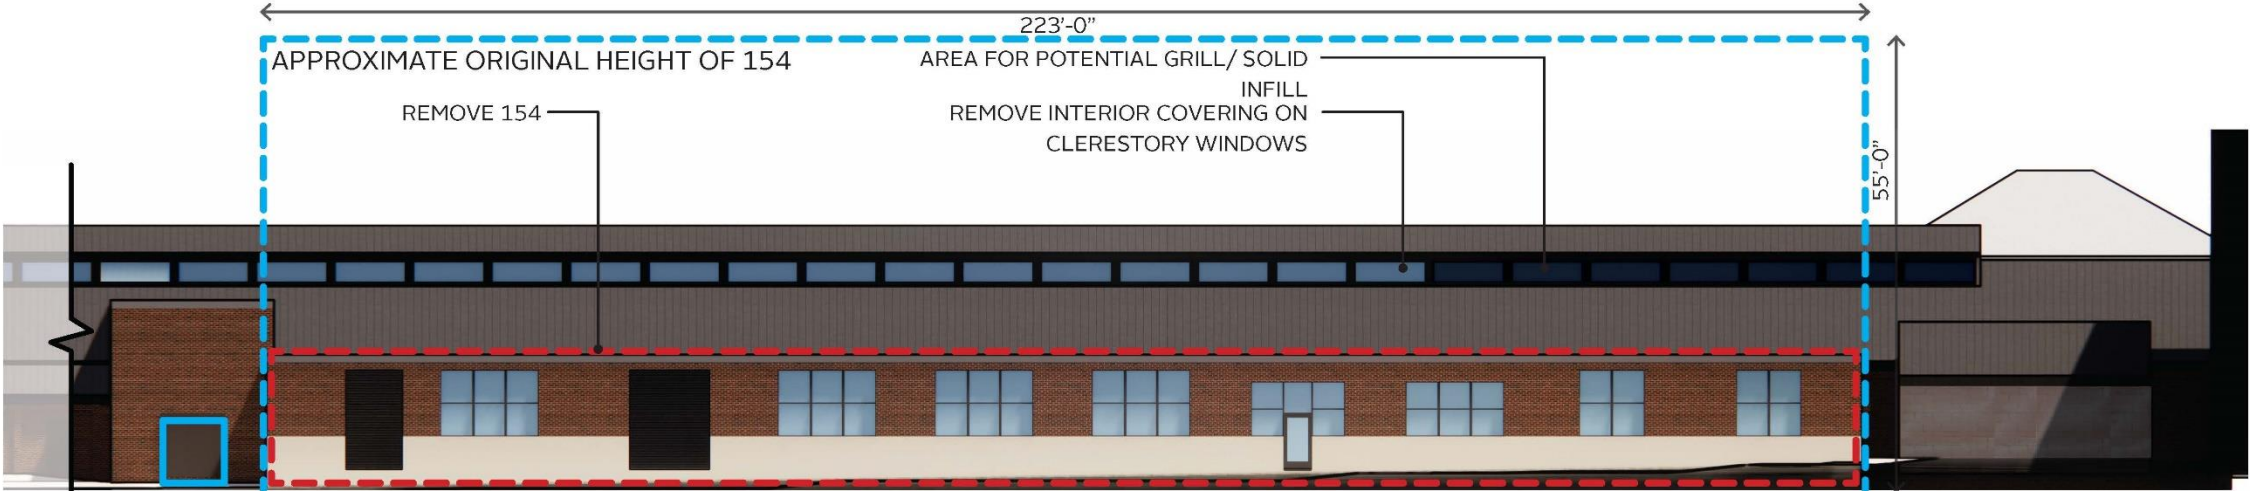 223'-0"
APPROXIMATE ORIGINAL HEIGHT OF 154
AREA FOR POTENTIAL GRILL/ SOLID
INFILL
REMOVE 154
REMOVE INTERIOR COVERING ON
CLERESTORY WINDOWS
55'-0"